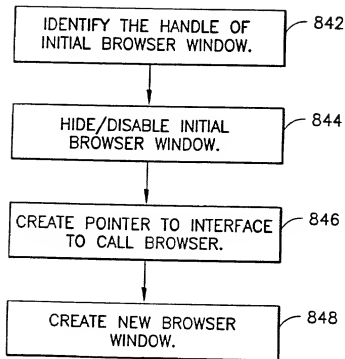 IDENTIFY THE HANDLE OF
INITIAL BROWSER WINDOW.
842
HIDE/DISABLE INITIAL
BROWSER WINDOW.
844
CREATE POINTER TO INTERFACE
TO CALL BROWSER.
846
CREATE NEW BROWSER
WINDOW.
848